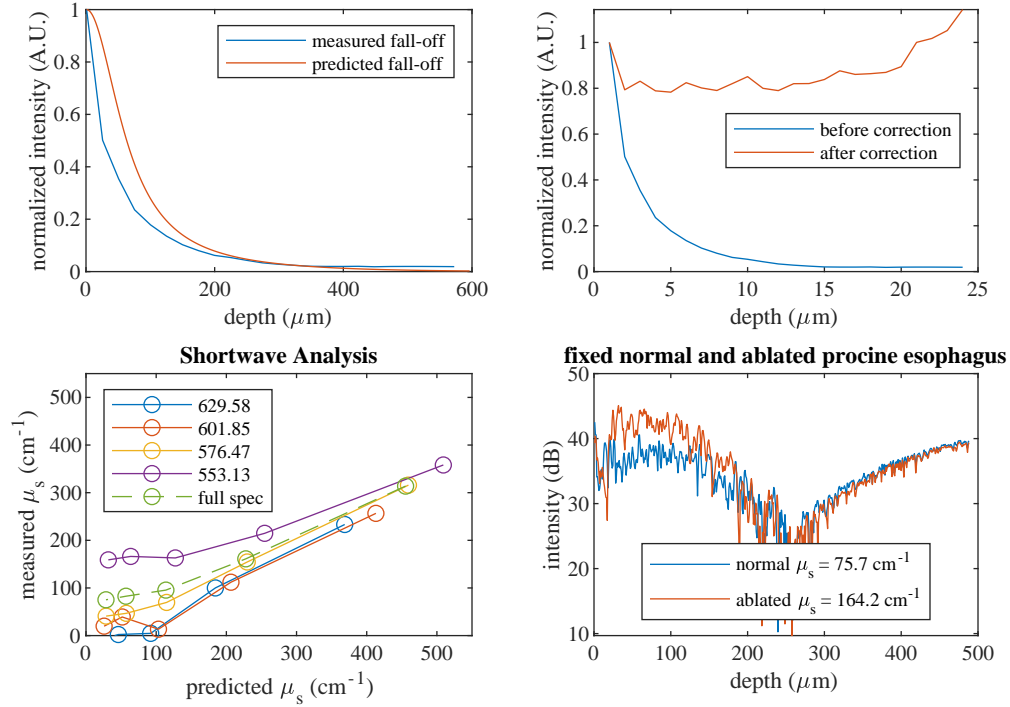 normalized intensity (A.U.)
1
0.8
0.6
0.4
0.2
0
0
200
400
600
depth (μm)
measured fall-off
predicted fall-off
normalized intensity (A.U.)
1
0.8
0.6
0.4
0.2
0
0
5
10
15
20
25
depth (μm)
before correction
after correction
Shortwave Analysis
measured μs (cm-1)
500
400
300
200
100
0
0
100
200
300
400
500
predicted μs (cm-1)
629.58
601.85
576.47
553.13
full spec
fixed normal and ablated procine esophagus
intensity (dB)
50
40
30
20
10
0
100
200
300
400
500
depth (μm)
normal μs = 75.7 cm-1
ablated μs = 164.2 cm-1